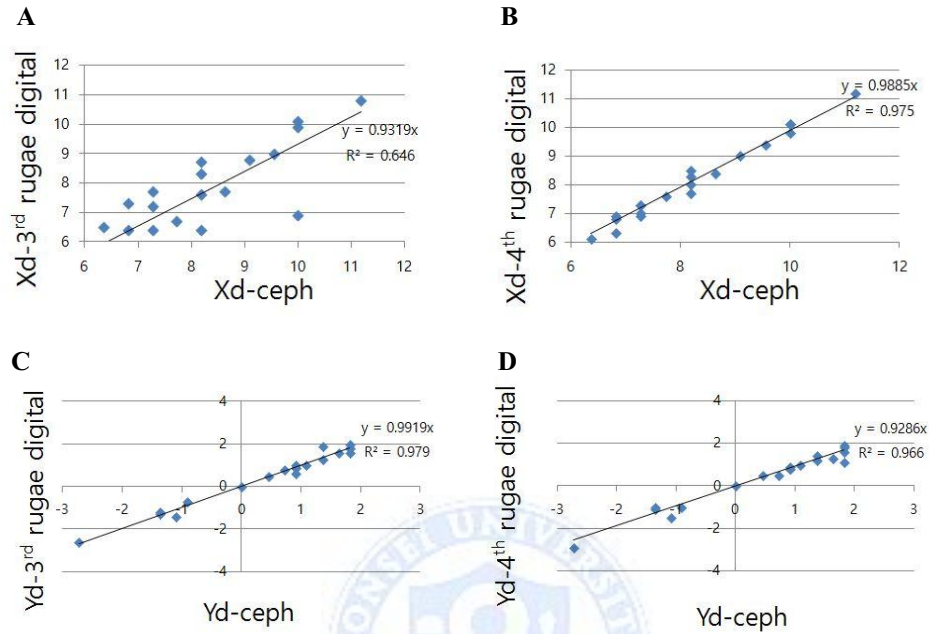 A
Xd-3rd rugae digital
12
11
10
9
8
7
6
y = 0.9319x
R² = 0.646
6 7 8 9 10 11 12
Xd-ceph
B
Xd-4th rugae digital
12
11
10
9
8
7
6
y = 0.9885x
R² = 0.975
6 8 10 12
Xd-ceph
C
Yd-3rd rugae digital
4
2
0
-2
-4
y = 0.9919x
R² = 0.979
-3 -2 -1 0 1 2 3
Yd-ceph
D
Yd-4th rugae digital
4
2
0
-2
-4
y = 0.9286x
R² = 0.966
-3 -2 -1 0 1 2 3
Yd-ceph
ONSEI UNIVERSITY